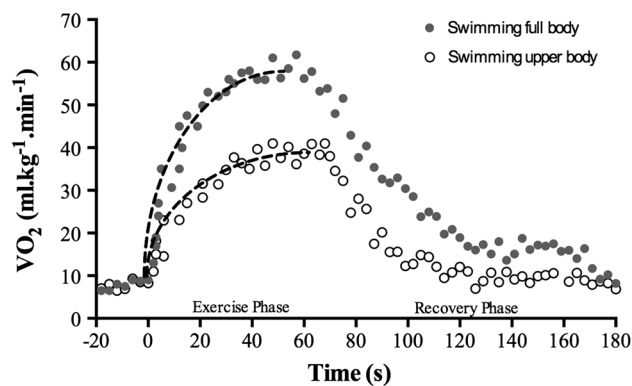 70
60
50
40
30
20
10
0
VO2 (ml.kg-1.min-1)
Swimming full body
Swimming upper body
Exercise Phase
Recovery Phase
-20 0 20 40 60 80 100 120 140 160 180
Time (s)